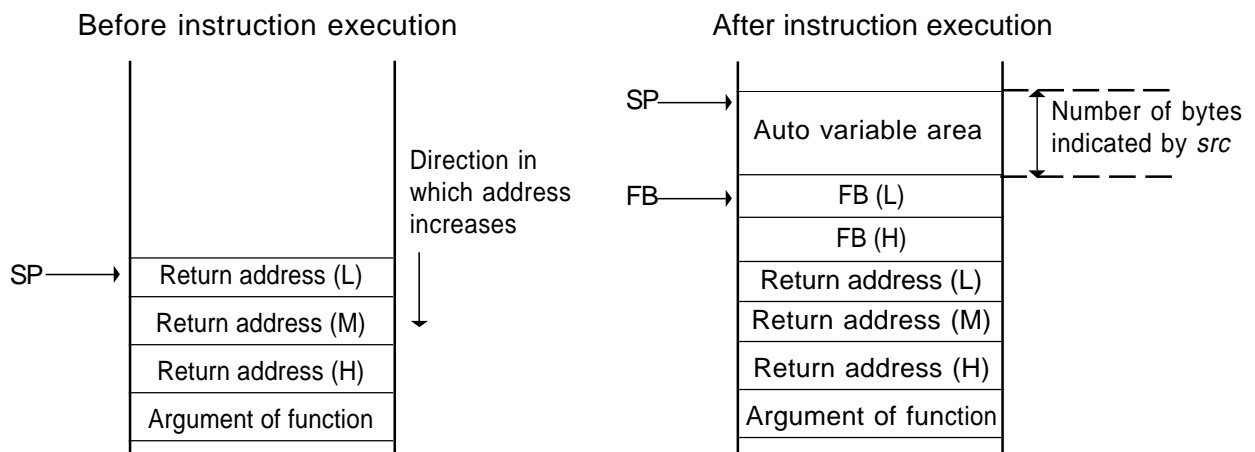 Before instruction execution
Direction in
which address
increases
SP
Return address (L)
Return address (M)
Return address (H)
Argument of function
After instruction execution
SP
Auto variable area
Number of bytes
indicated by src
FB
FB (L)
FB (H)
Return address (L)
Return address (M)
Return address (H)
Argument of function